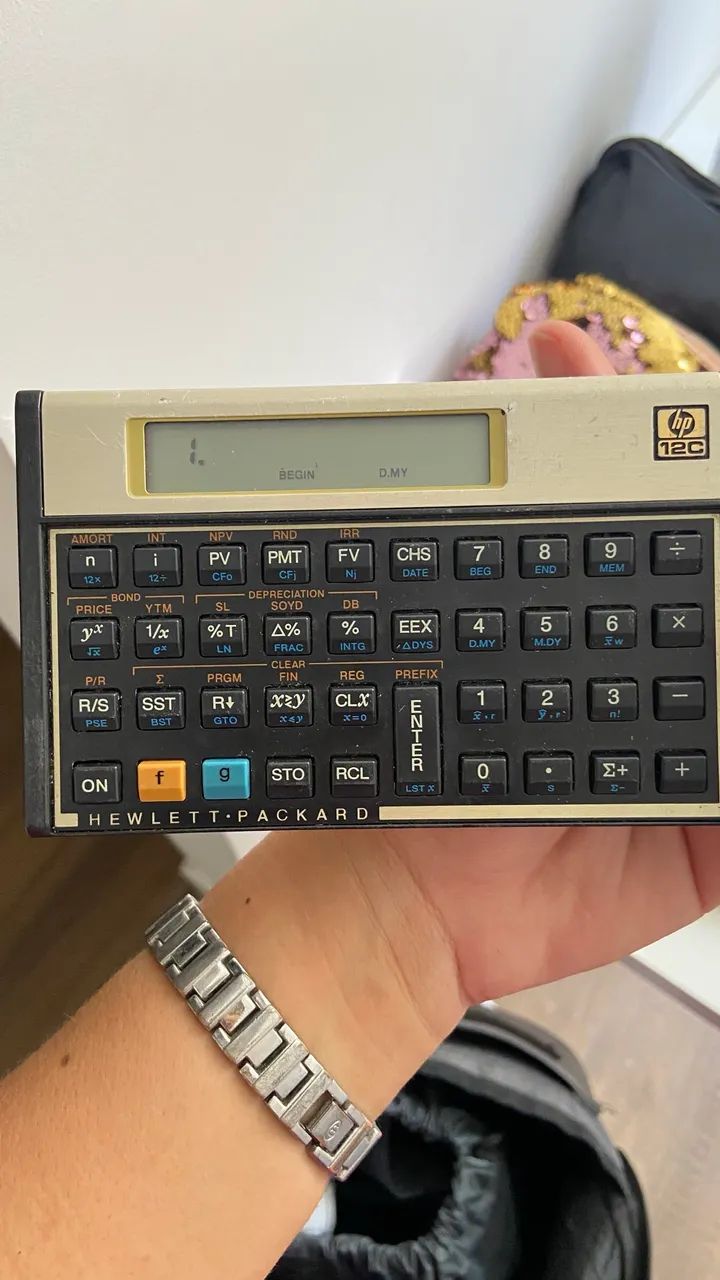 1.
BEGIN D.MY
hp
12C
AMORT INT NPV RND IRR
n i PV PMT FV CHS 7 8 9 ÷
12× 12÷ CFo CFj Nj DATE BEG END MEM
BOND DEPRECIATION
PRICE YTM SL SOYD DB
yˣ 1/x %T Δ% % EEX 4 5 6 ×
√x eˣ LN FRAC INTG ΔDYS D.MY M.DY x̄w
CLEAR
P/R Σ PRGM FIN REG PREFIX
R/S SST R↓ x≷y CLx ENTER 1 2 3 −
PSE BST GTO x≤y x=0 x̂,r ŷ,r n!
ON f g STO RCL 0 · Σ+ +
LST x x̄ s Σ−
HEWLETT·PACKARD